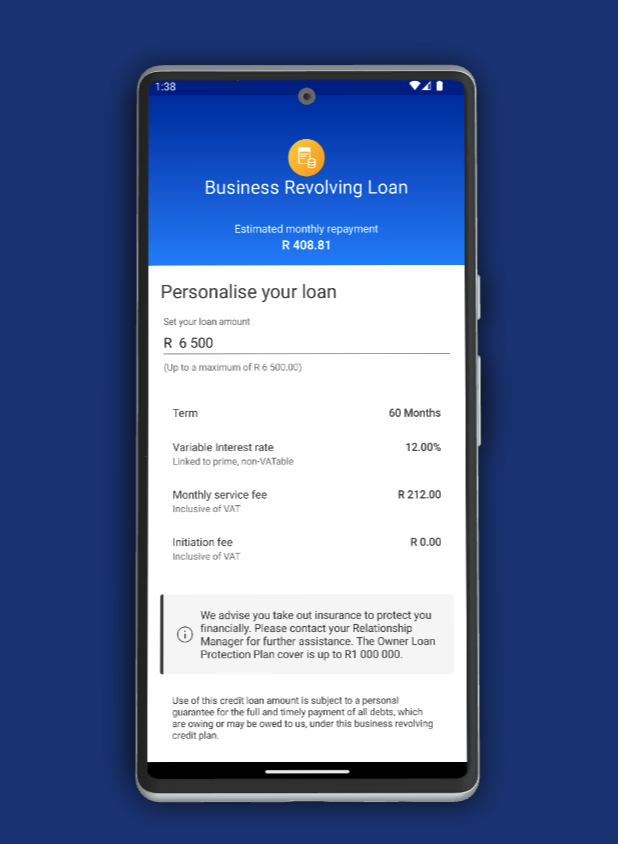 1:38
Business Revolving Loan
Estimated monthly repayment
R 408.81
Personalise your loan
Set your loan amount
R 6 500
(Up to a maximum of R 6 500.00)
Term 60 Months
Variable Interest rate 12.00%
Linked to prime, non-VATable
Monthly service fee R 212.00
Inclusive of VAT
Initiation fee R 0.00
Inclusive of VAT
We advise you take out insurance to protect you
financially. Please contact your Relationship
Manager for further assistance. The Owner Loan
Protection Plan cover is up to R1 000 000.
Use of this credit loan amount is subject to a personal
guarantee for the full and timely payment of all debts, which
are owing or may be owed to us, under this business revolving
credit plan.